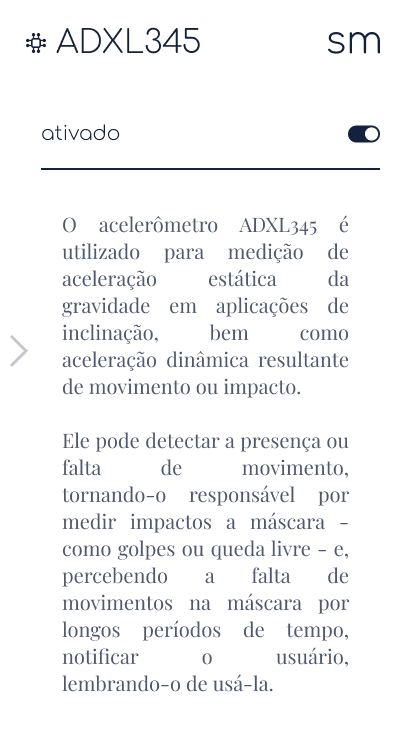 ADXL345 sm
ativado
O acelerômetro ADXL345 é
utilizado para medição de
aceleração estática da
gravidade em aplicações de
inclinação, bem como
aceleração dinâmica resultante
de movimento ou impacto.
Ele pode detectar a presença ou
falta de movimento,
tornando-o responsável por
medir impactos a máscara -
como golpes ou queda livre - e,
percebendo a falta de
movimentos na máscara por
longos períodos de tempo,
notificar o usuário,
lembrando-o de usá-la.